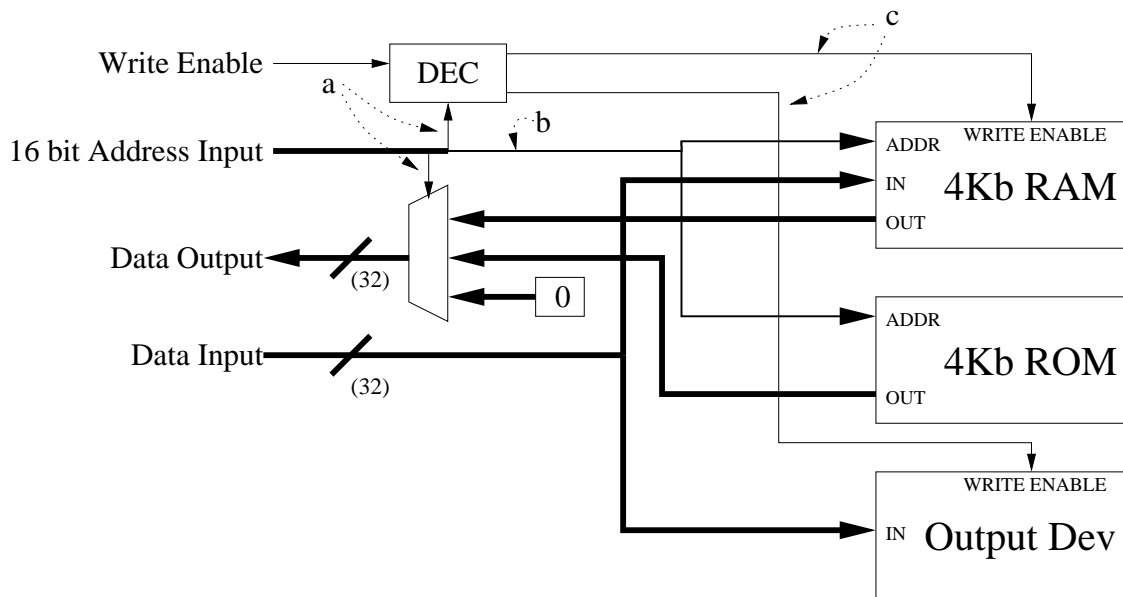 c
Write Enable
DEC
a
b
16 bit Address Input
WRITE ENABLE
ADDR
IN
4Kb RAM
OUT
Data Output
(32)
0
ADDR
Data Input
(32)
4Kb ROM
OUT
WRITE ENABLE
IN
Output Dev